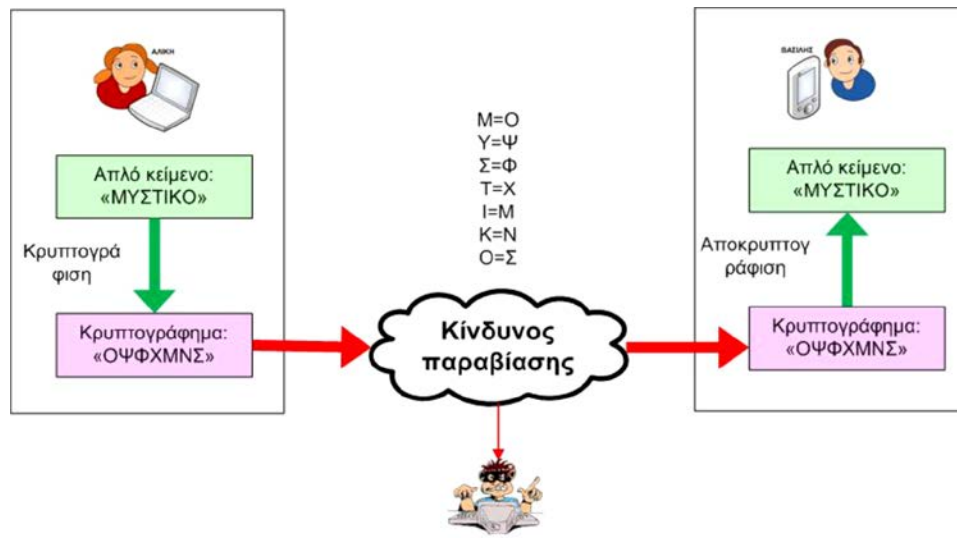 ΑΛΙΚΗ
Απλό κείμενο:
«ΜΥΣΤΙΚΟ»
Κρυπτογρά
φιση
Κρυπτογράφημα:
«ΟΨΦΧΜΝΣ»
Μ=Ο
Υ=Ψ
Σ=Φ
Τ=Χ
Ι=Μ
Κ=Ν
Ο=Σ
Κίνδυνος
παραβίασης
ΒΑΣΙΛΗΣ
Απλό κείμενο:
«ΜΥΣΤΙΚΟ»
Αποκρυπτογ
ράφιση
Κρυπτογράφημα:
«ΟΨΦΧΜΝΣ»